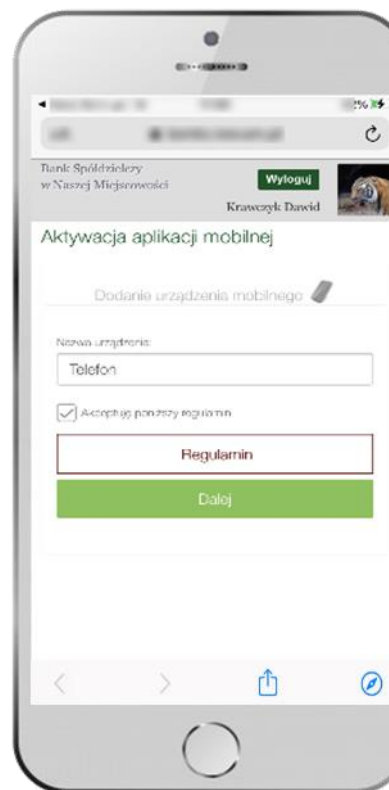 Bank Spółdzielczy
w Naszej Miejscowości
Wyloguj
Krawczyk Dawid
Aktywacja aplikacji mobilnej
Dodanie urządzenia mobilnego
Nazwa urządzenia:
Telefon
Akceptuję poniższy regulamin
Regulamin
Dalej